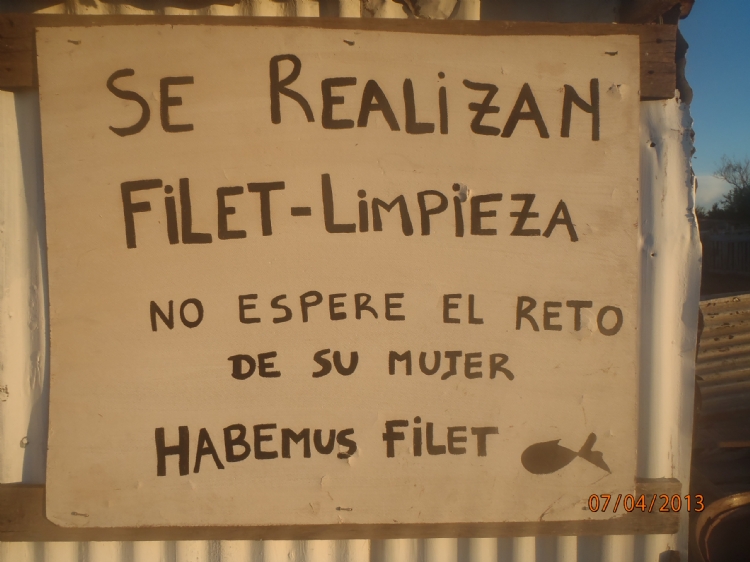 SE REALIZAN
FILET-LIMPIEZA
NO ESPERE EL RETO
DE SU MUJER
HABEMUS FILET
07/04/2013